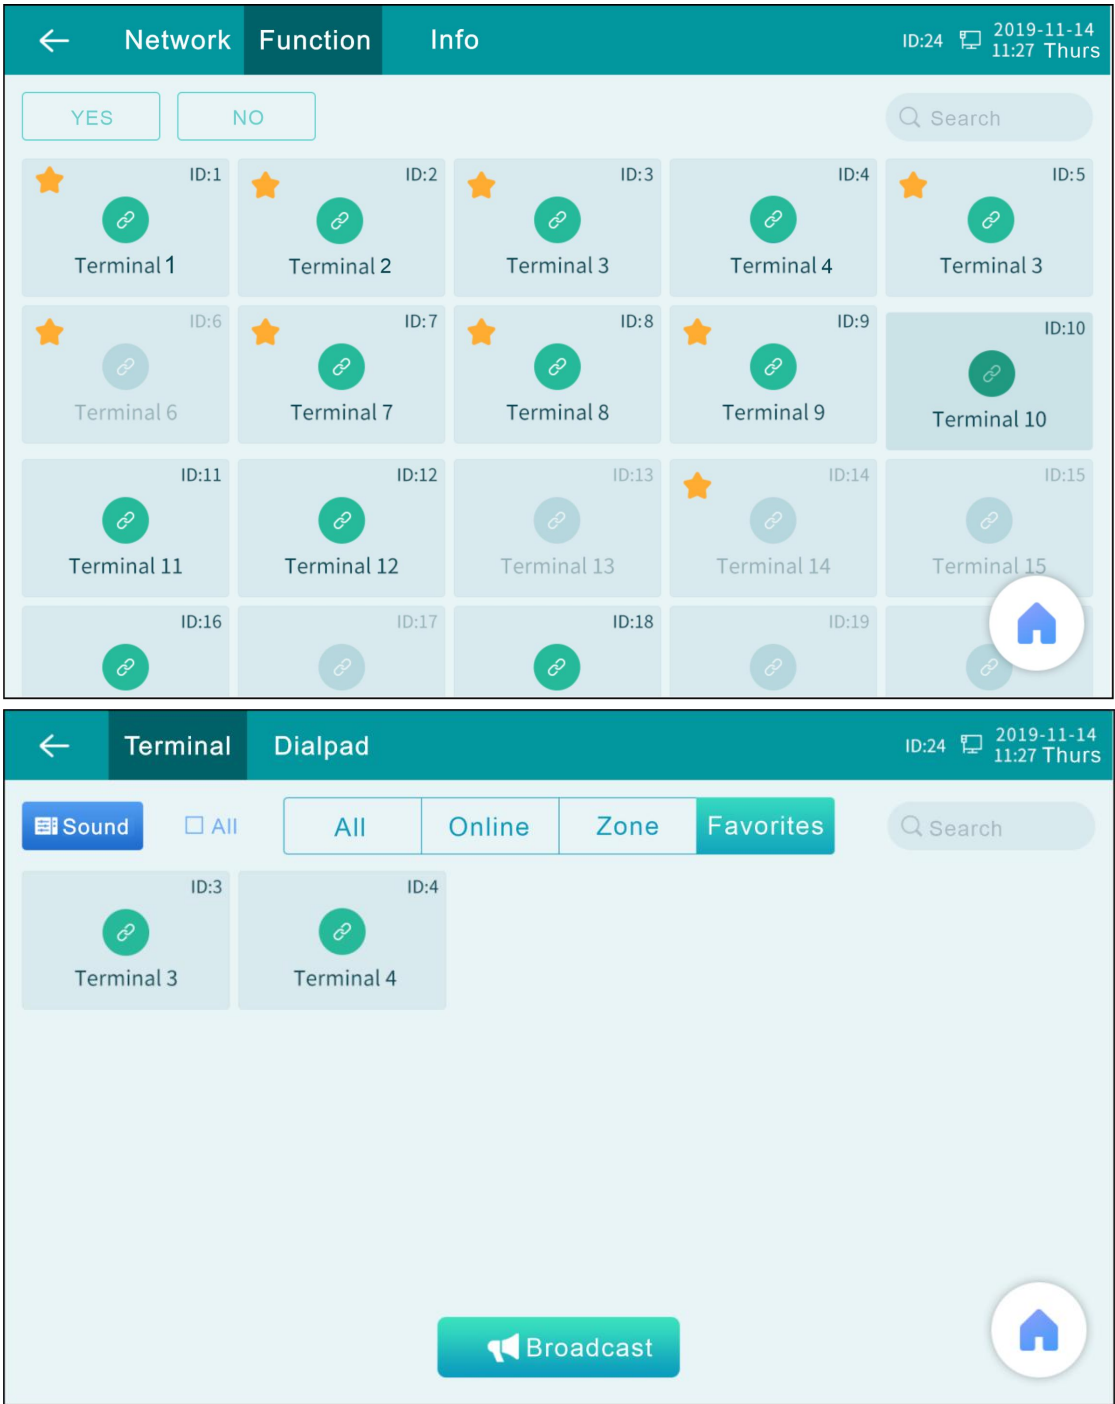 Network Function Info ID:24 2019-11-14
11:27 Thurs
YES NO Search
ID:1 ID:2 ID:3 ID:4 ID:5
Terminal 1 Terminal 2 Terminal 3 Terminal 4 Terminal 3
ID:6 ID:7 ID:8 ID:9 ID:10
Terminal 6 Terminal 7 Terminal 8 Terminal 9 Terminal 10
ID:11 ID:12 ID:13 ID:14 ID:15
Terminal 11 Terminal 12 Terminal 13 Terminal 14 Terminal 15
ID:16 ID:17 ID:18 ID:19
Terminal Dialpad ID:24 2019-11-14
11:27 Thurs
Sound All All Online Zone Favorites Search
ID:3 ID:4
Terminal 3 Terminal 4
Broadcast